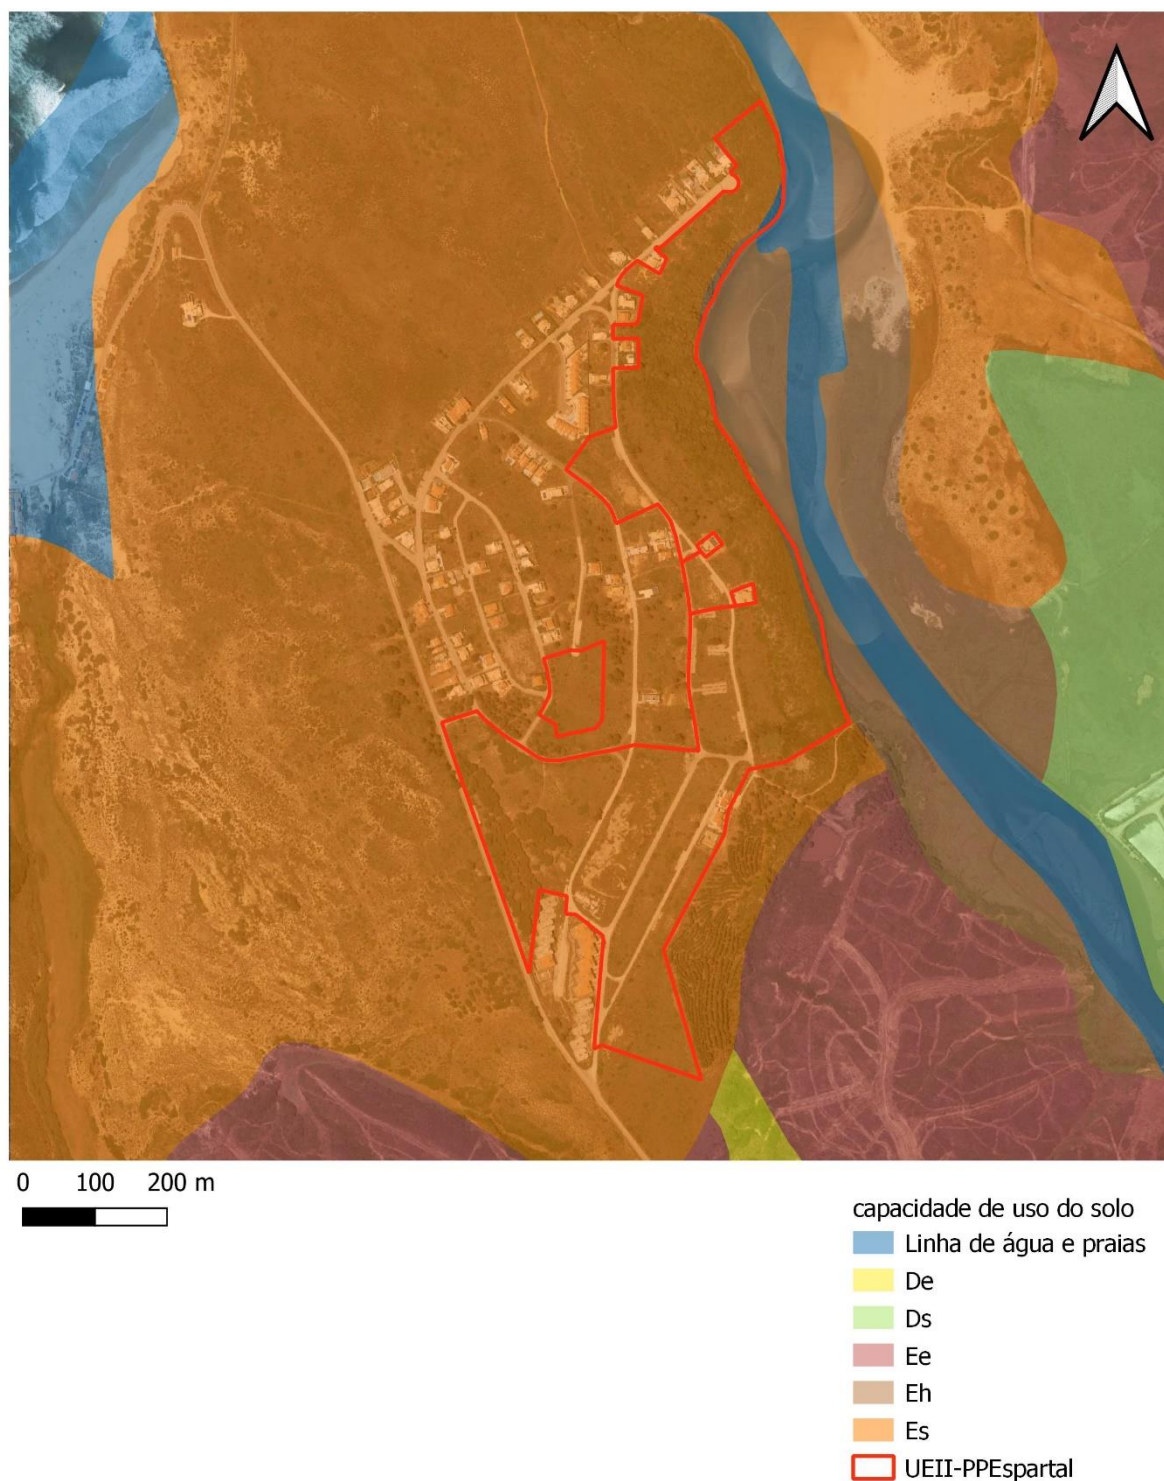 0 100 200 m
capacidade de uso do solo
Linha de água e praias
De
Ds
Ee
Eh
Es
UEII-PPEspartal